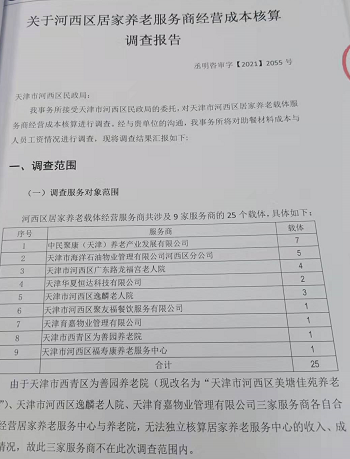 关于河西区居家养老服务商经营成本核算
调查报告
丞明咨审字【2021】2055 号
天津市河西区民政局:
我事务所接受天津市河西区民政局的委托,对天津市河西区居家养老载体服
务商经营成本核算进行调查,经与贵单位的沟通,我事务所将对助餐材料成本与
人员工资情况进行调查,现将调查结果汇报如下:
一、调查范围
(一)调查服务对象范围
河西区居家养老载体经营服务商共涉及 9 家服务商的 25 个载体,具体如下:
序号 服务商 载体
1 中民聚康(天津)养老产业发展有限公司 7
2 天津市海洋石油物业管理有限公司河西区分公司 5
3 天津市河西区广东路龙福宫老人院 4
4 天津华夏恒达科技有限公司 2
5 天津市河西区逸麟老人院 3
6 天津市河西区聚友福餐饮服务有限公司 1
7 天津育嘉物业管理有限公司 1
8 天津市西青区为善园养老院 1
9 天津市河西区福寿康养老服务中心 1
合计 25
由于天津市西青区为善园养老院(现改名为“天津市河西区美塘佳苑养老
”)、天津市河西区逸麟老人院、天津育嘉物业管理有限公司三家服务商各自合
经营居家养老服务中心与养老院,无法独立核算居家养老服务中心的收入、成
情况,故此三家服务商不在此次调查范围内。